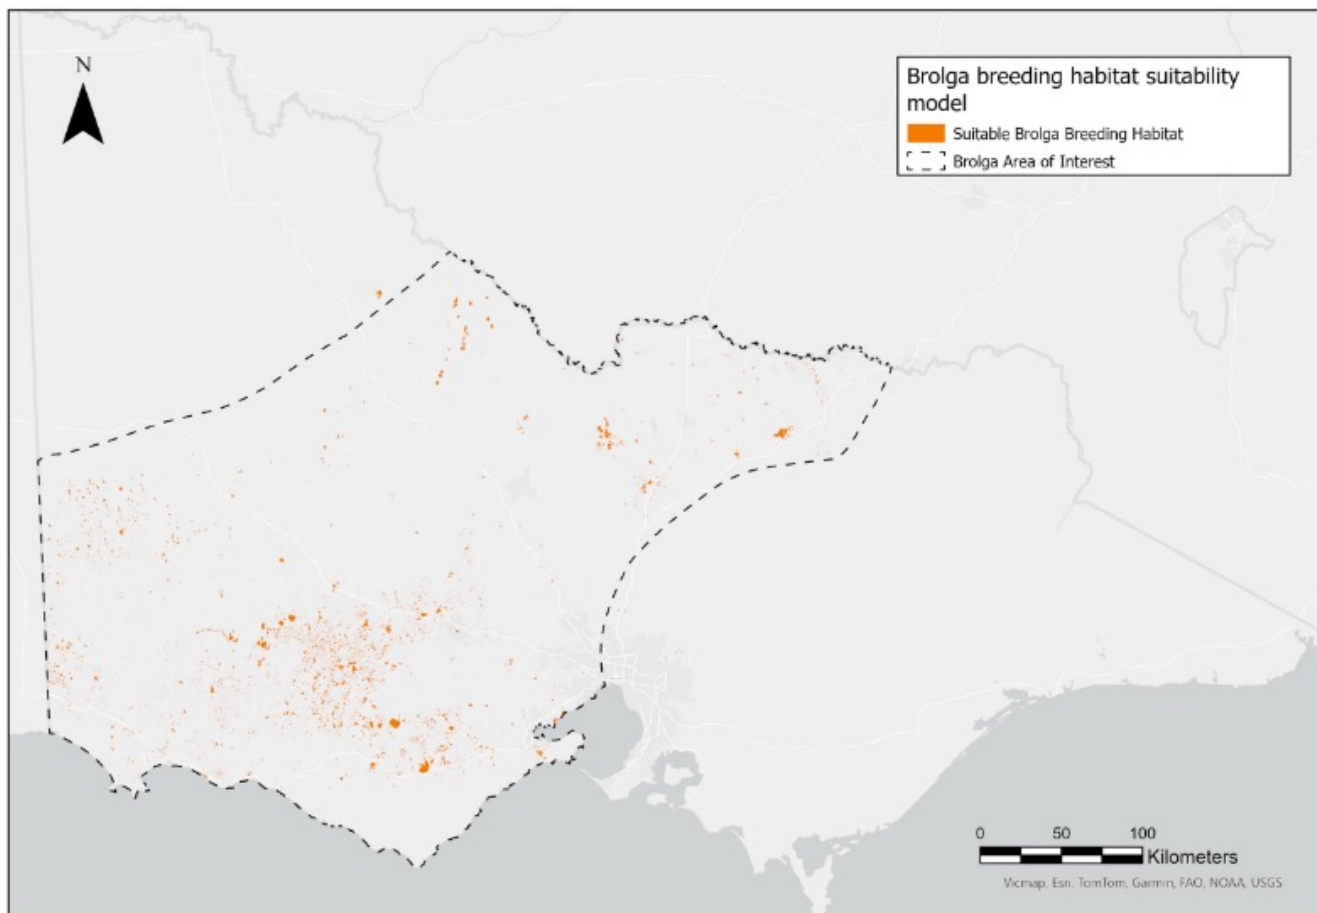 N
Brolga breeding habitat suitability
model
Suitable Brolga Breeding Habitat
Brolga Area of Interest
0 50 100
Kilometers
Vicmap, Esri, TomTom, Garmin, FAO, NOAA, USGS